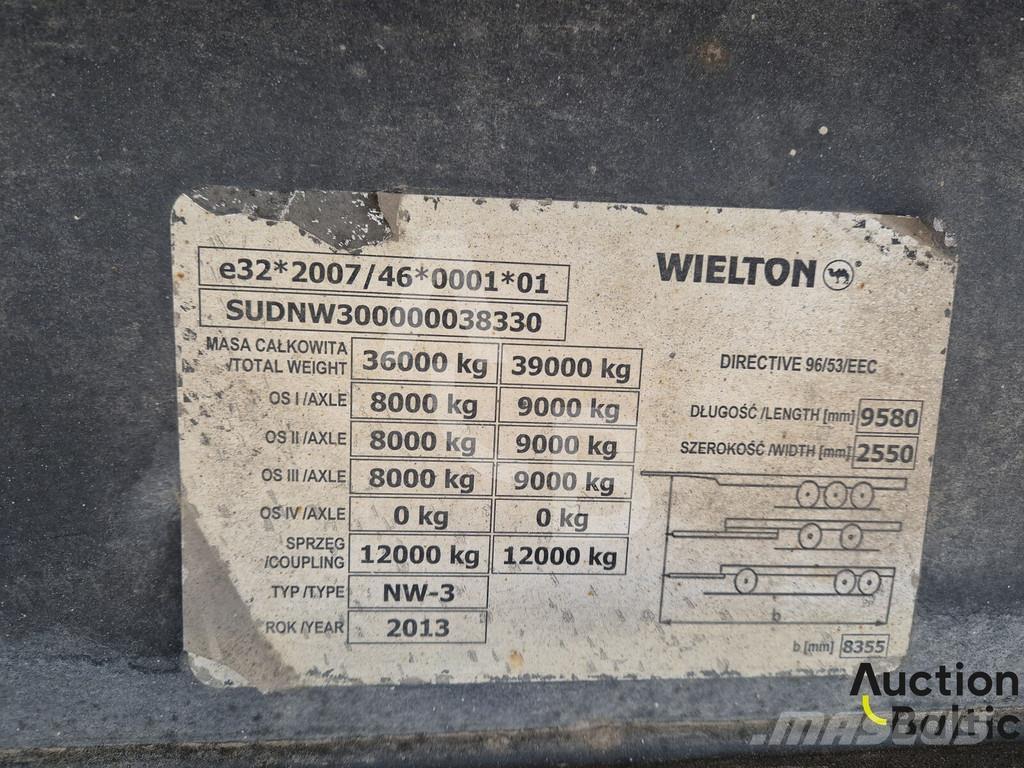 e32*2007/46*0001*01
SUDNW300000038330
WIELTON
MASA CAŁKOWITA
/TOTAL WEIGHT 36000 kg 39000 kg
OS I /AXLE 8000 kg 9000 kg
OS II /AXLE 8000 kg 9000 kg
OS III /AXLE 8000 kg 9000 kg
OS IV /AXLE 0 kg 0 kg
SPRZĘG
/COUPLING 12000 kg 12000 kg
TYP /TYPE NW-3
ROK /YEAR 2013
DIRECTIVE 96/53/EEC
DŁUGOŚĆ /LENGTH [mm] 9580
SZEROKOŚĆ /WIDTH [mm] 2550
b
b [mm] 8355
Auction
Baltic
mascus